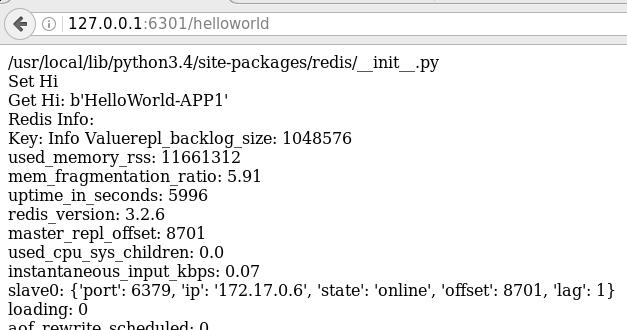 127.0.0.1:6301/helloworld
/usr/local/lib/python3.4/site-packages/redis/__init__.py
Set Hi
Get Hi: b'HelloWorld-APP1'
Redis Info:
Key: Info Valuerepl_backlog_size: 1048576
used_memory_rss: 11661312
mem_fragmentation_ratio: 5.91
uptime_in_seconds: 5996
redis_version: 3.2.6
master_repl_offset: 8701
used_cpu_sys_children: 0.0
instantaneous_input_kbps: 0.07
slave0: {'port': 6379, 'ip': '172.17.0.6', 'state': 'online', 'offset': 8701, 'lag': 1}
loading: 0
aof_rewrite_scheduled: 0